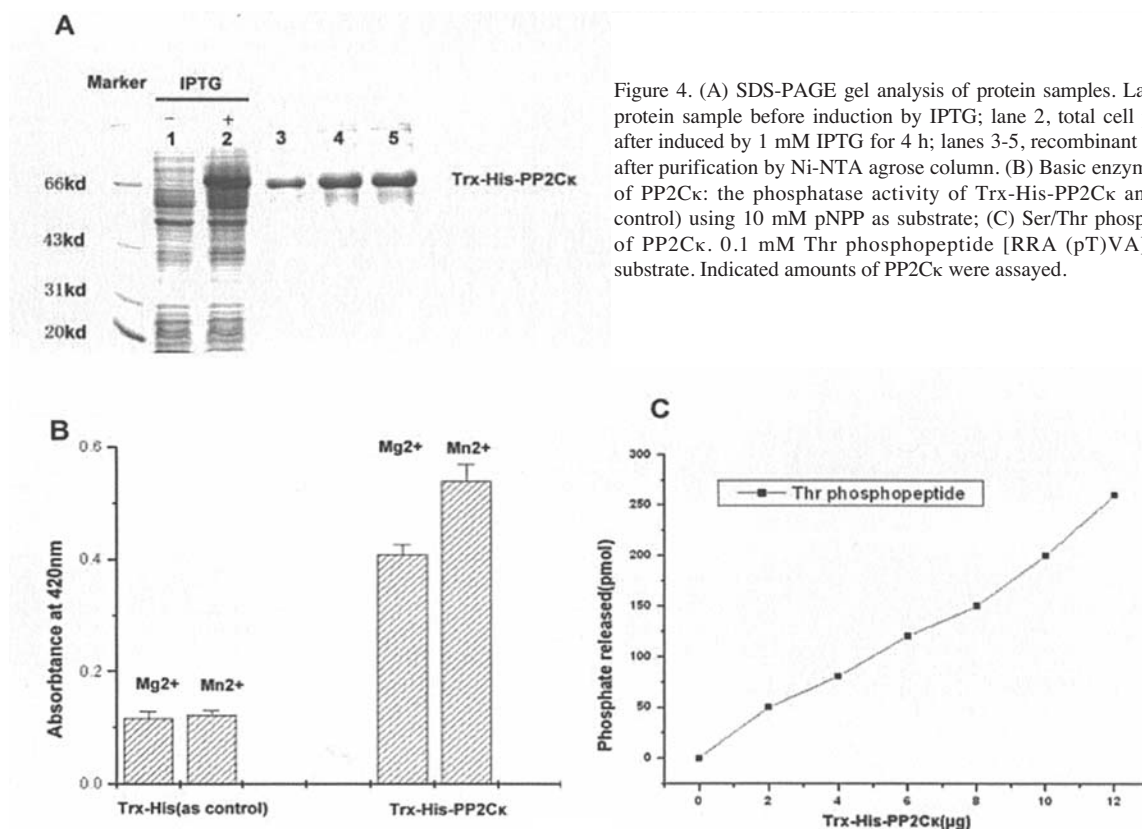 A
Marker
IPTG
− +
1 2 3 4 5
66kd
Trx-His-PP2Cκ
43kd
31kd
20kd
Figure 4. (A) SDS-PAGE gel analysis of protein samples. La
protein sample before induction by IPTG; lane 2, total cell
after induced by 1 mM IPTG for 4 h; lanes 3-5, recombinant
after purification by Ni-NTA agrose column. (B) Basic enzym
of PP2Cκ: the phosphatase activity of Trx-His-PP2Cκ an
control) using 10 mM pNPP as substrate; (C) Ser/Thr phosp
of PP2Cκ. 0.1 mM Thr phosphopeptide [RRA (pT)VA]
substrate. Indicated amounts of PP2Cκ were assayed.
B
Absorbtance at 420nm
0.6
0.4
0.2
0.0
Mg2+ Mn2+
Mg2+ Mn2+
Trx-His(as control)
Trx-His-PP2Cκ
C
Phosphate released(pmol)
300
250
200
150
100
50
0
Thr phosphopeptide
0 2 4 6 8 10 12
Trx-His-PP2Cκ(µg)